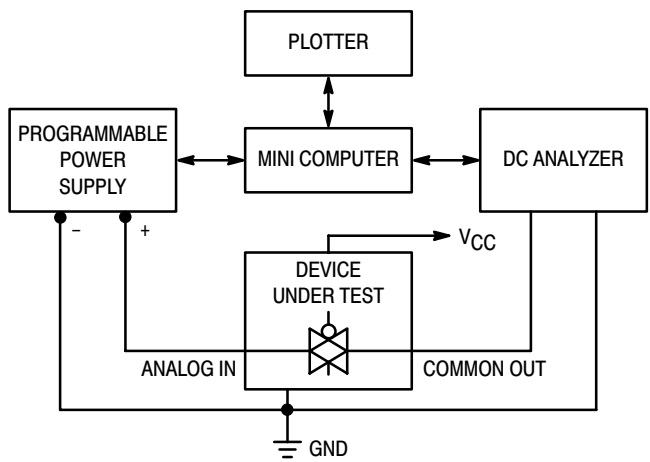 PLOTTER
PROGRAMMABLE
POWER
SUPPLY
MINI COMPUTER
DC ANALYZER
– +
VCC
DEVICE
UNDER TEST
ANALOG IN
COMMON OUT
GND